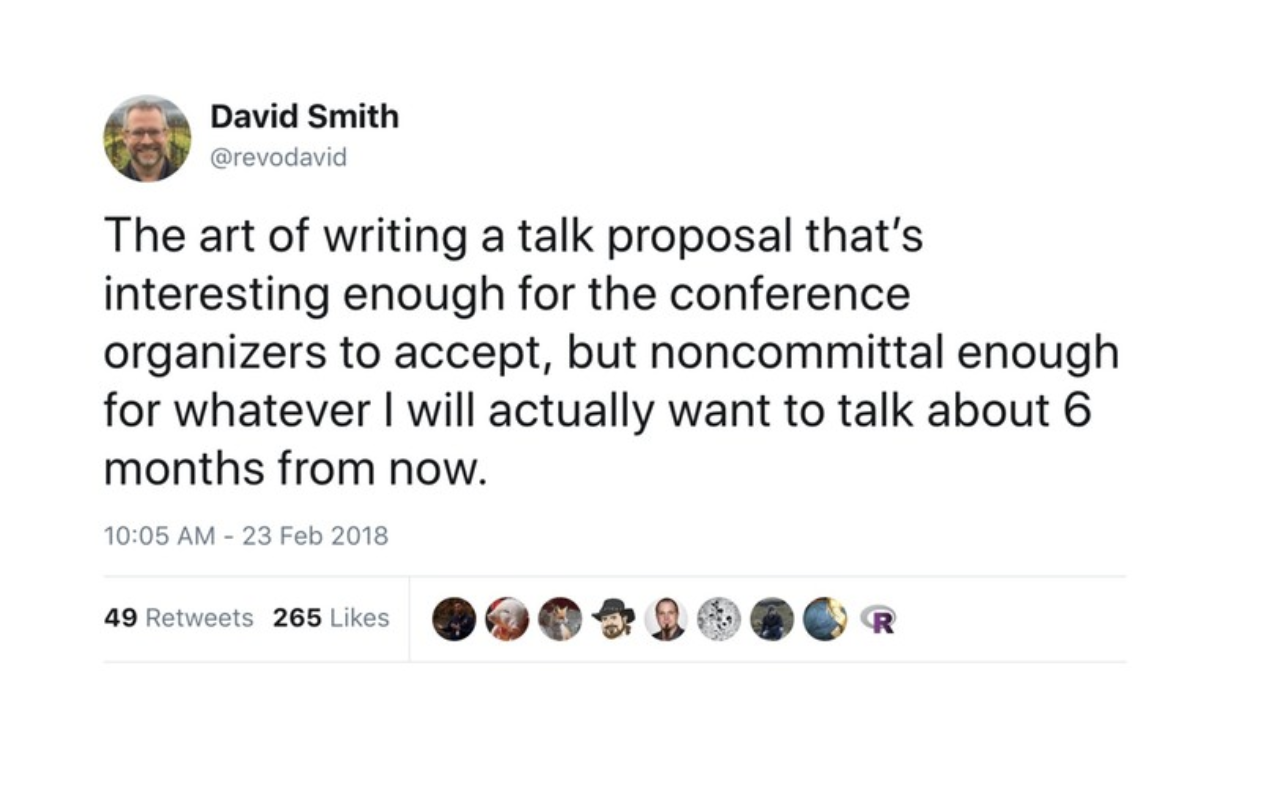 David Smith
@revodavid
The art of writing a talk proposal that’s
interesting enough for the conference
organizers to accept, but noncommittal enough
for whatever I will actually want to talk about 6
months from now.
10:05 AM - 23 Feb 2018
49 Retweets 265 Likes
R